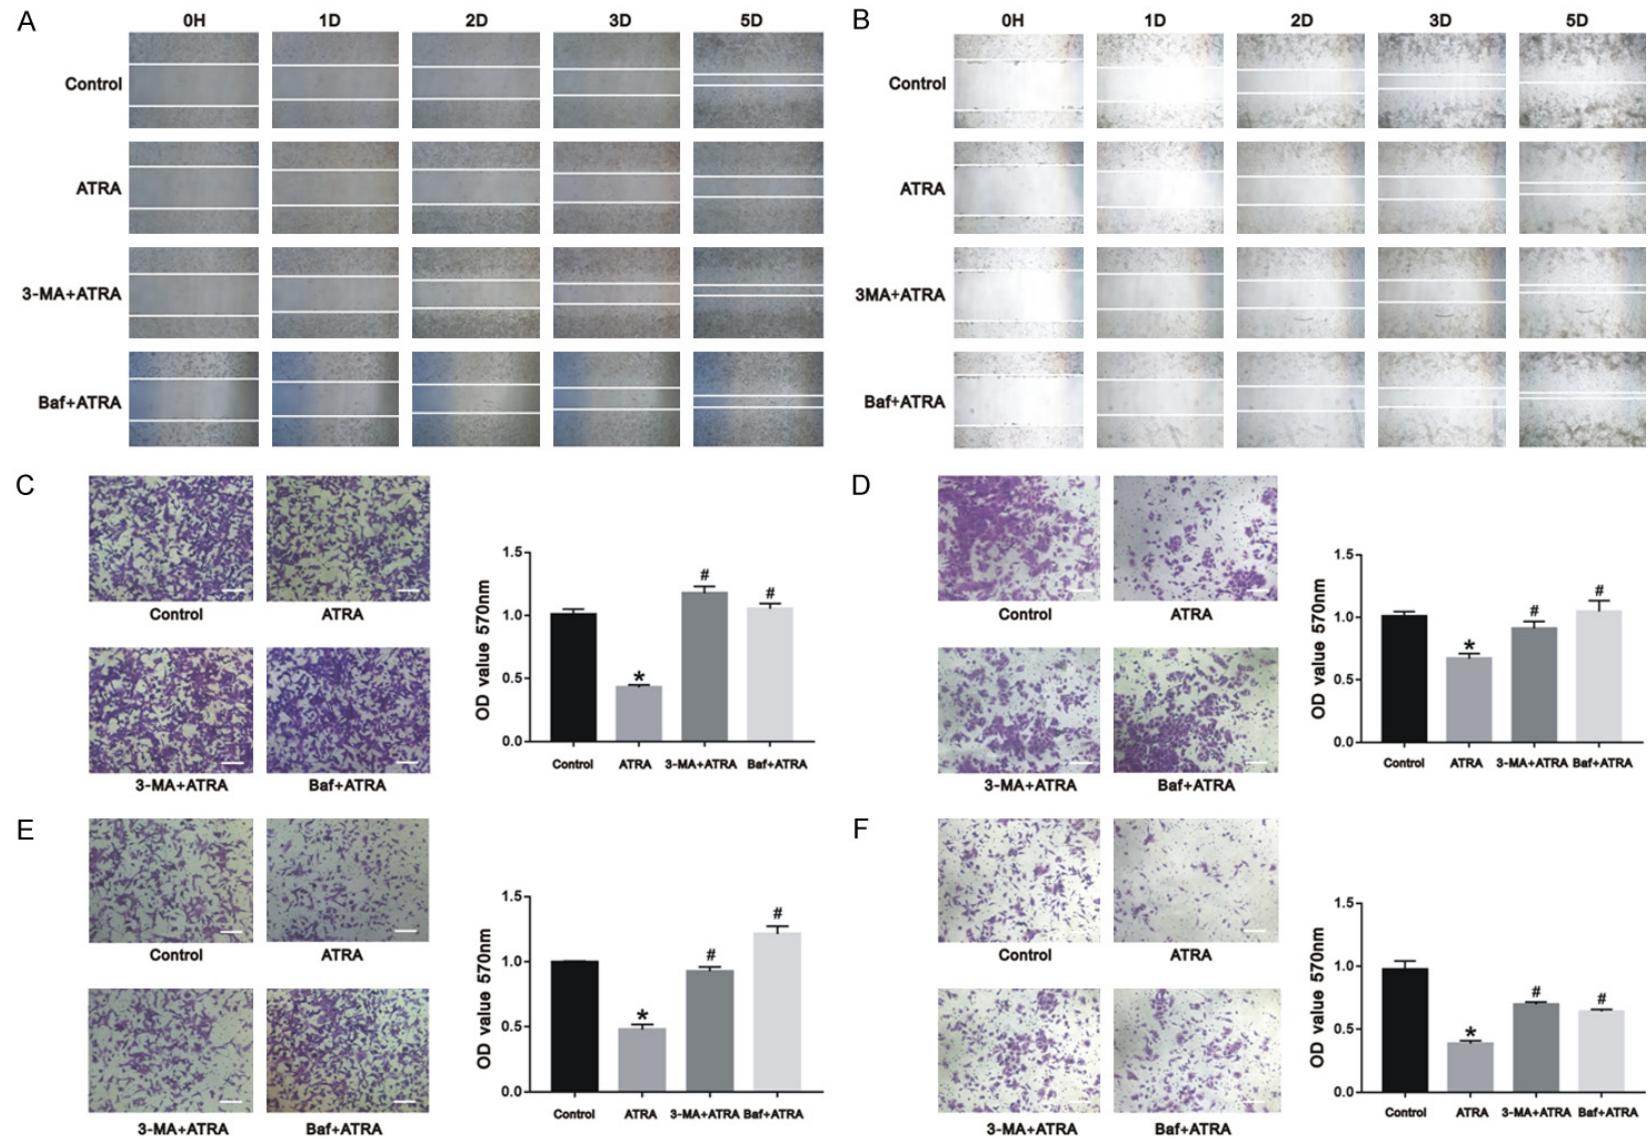 A
0H 1D 2D 3D 5D
Control
ATRA
3-MA+ATRA
Baf+ATRA
B
0H 1D 2D 3D 5D
Control
ATRA
3MA+ATRA
Baf+ATRA
C
Control
ATRA
3-MA+ATRA
Baf+ATRA
OD value 570nm
1.5
1.0
0.5
0.0
*
#
#
Control ATRA 3-MA+ATRA Baf+ATRA
D
Control
ATRA
3-MA+ATRA
Baf+ATRA
OD value 570nm
1.5
1.0
0.5
0.0
*
#
#
Control ATRA 3-MA+ATRA Baf+ATRA
E
Control
ATRA
3-MA+ATRA
Baf+ATRA
OD value 570nm
1.5
1.0
0.5
0.0
*
#
#
Control ATRA 3-MA+ATRA Baf+ATRA
F
Control
ATRA
3-MA+ATRA
Baf+ATRA
OD value 570nm
1.5
1.0
0.5
0.0
*
#
#
Control ATRA 3-MA+ATRA Baf+ATRA